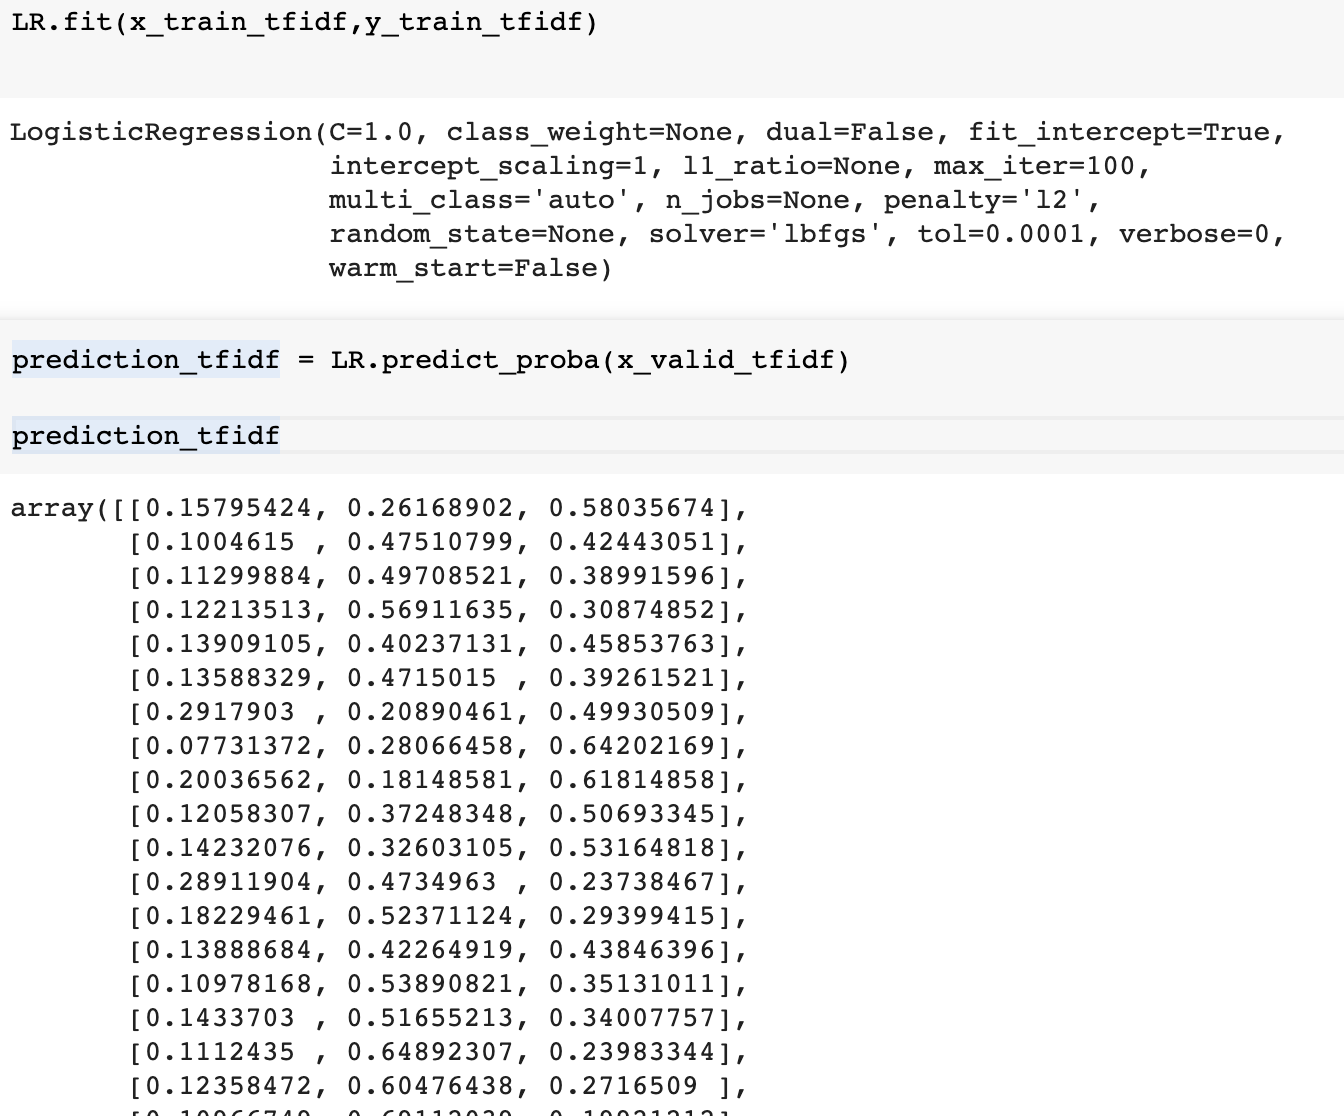 LR.fit(x_train_tfidf,y_train_tfidf)
LogisticRegression(C=1.0, class_weight=None, dual=False, fit_intercept=True,
intercept_scaling=1, l1_ratio=None, max_iter=100,
multi_class='auto', n_jobs=None, penalty='l2',
random_state=None, solver='lbfgs', tol=0.0001, verbose=0,
warm_start=False)
prediction_tfidf = LR.predict_proba(x_valid_tfidf)
prediction_tfidf
array([[0.15795424, 0.26168902, 0.58035674],
[0.1004615 , 0.47510799, 0.42443051],
[0.11299884, 0.49708521, 0.38991596],
[0.12213513, 0.56911635, 0.30874852],
[0.13909105, 0.40237131, 0.45853763],
[0.13588329, 0.4715015 , 0.39261521],
[0.2917903 , 0.20890461, 0.49930509],
[0.07731372, 0.28066458, 0.64202169],
[0.20036562, 0.18148581, 0.61814858],
[0.12058307, 0.37248348, 0.50693345],
[0.14232076, 0.32603105, 0.53164818],
[0.28911904, 0.4734963 , 0.23738467],
[0.18229461, 0.52371124, 0.29399415],
[0.13888684, 0.42264919, 0.43846396],
[0.10978168, 0.53890821, 0.35131011],
[0.1433703 , 0.51655213, 0.34007757],
[0.1112435 , 0.64892307, 0.23983344],
[0.12358472, 0.60476438, 0.2716509 ],